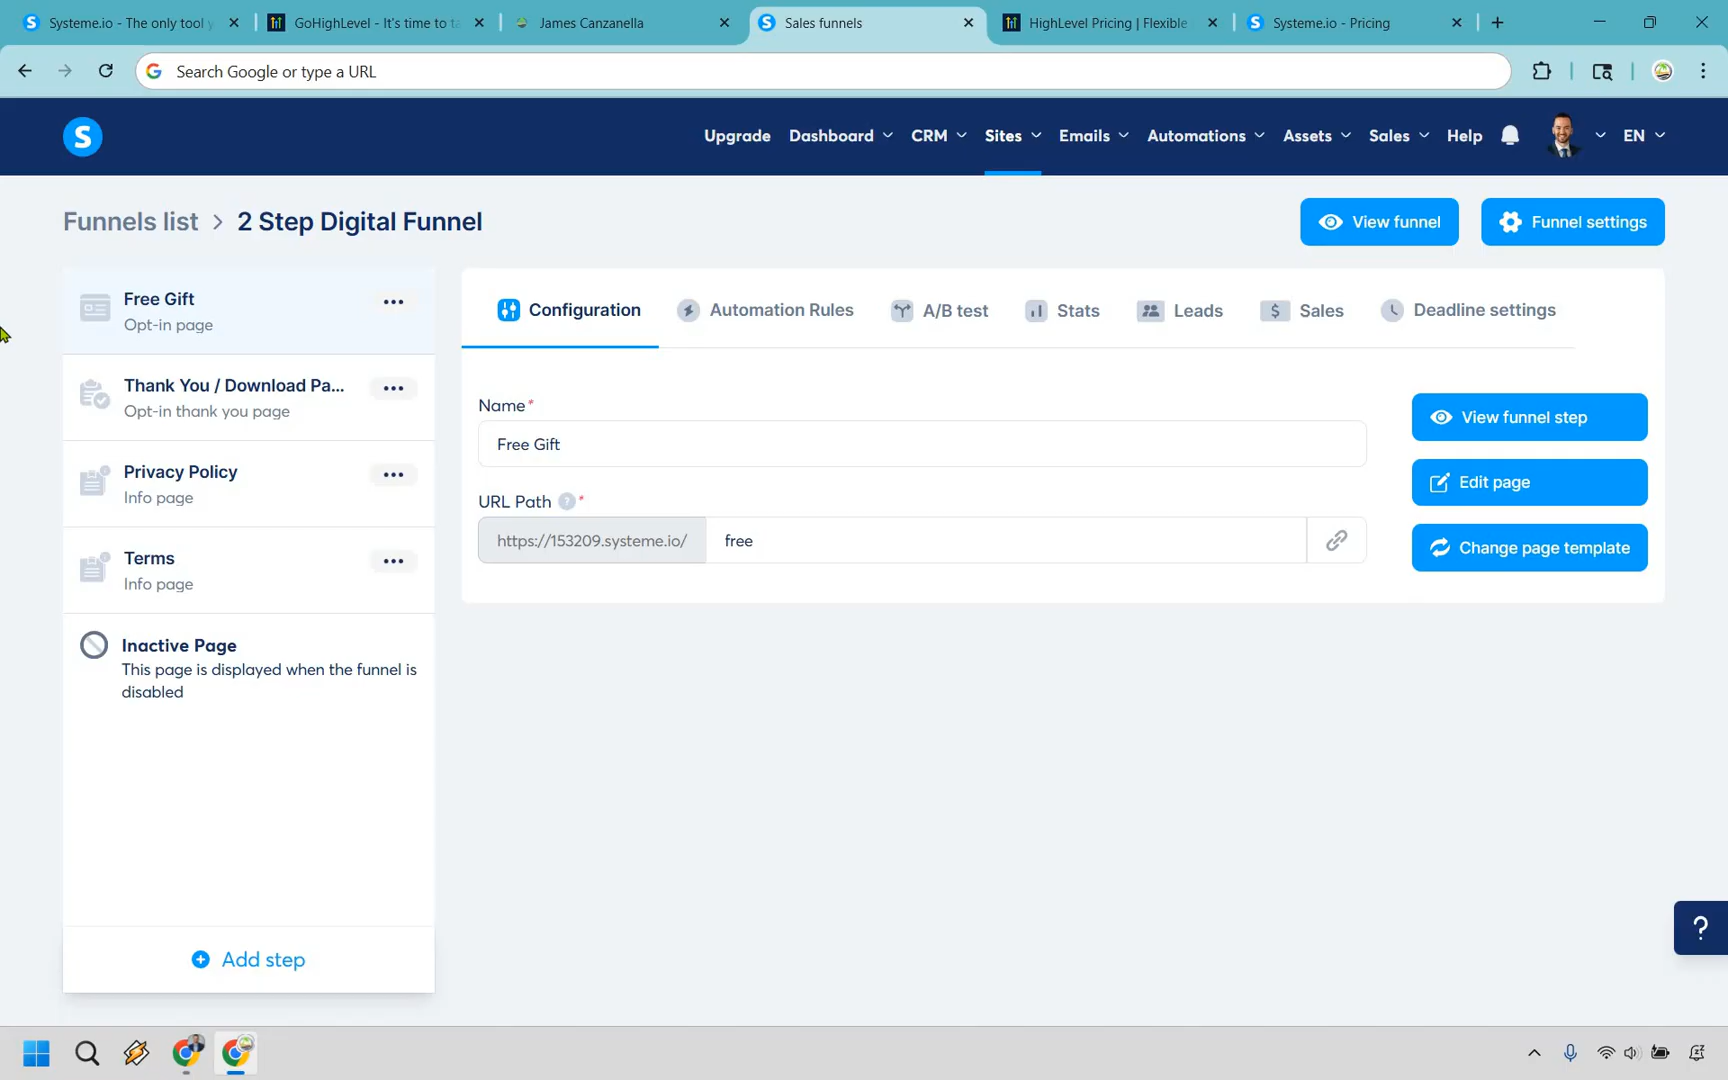 Systeme.io - The only tool y
GoHighLevel - It's time to ta
James Canzanella
Sales funnels
HighLevel Pricing | Flexible
Systeme.io - Pricing
Search Google or type a URL
S
Upgrade
Dashboard
CRM
Sites
Emails
Automations
Assets
Sales
Help
EN
Funnels list > 2 Step Digital Funnel
View funnel
Funnel settings
Free Gift
Opt-in page
Thank You / Download Pa...
Opt-in thank you page
Privacy Policy
Info page
Terms
Info page
Inactive Page
This page is displayed when the funnel is
disabled
Add step
Configuration
Automation Rules
A/B test
Stats
Leads
Sales
Deadline settings
Name*
Free Gift
URL Path ? *
https://153209.systeme.io/
free
View funnel step
Edit page
Change page template
?